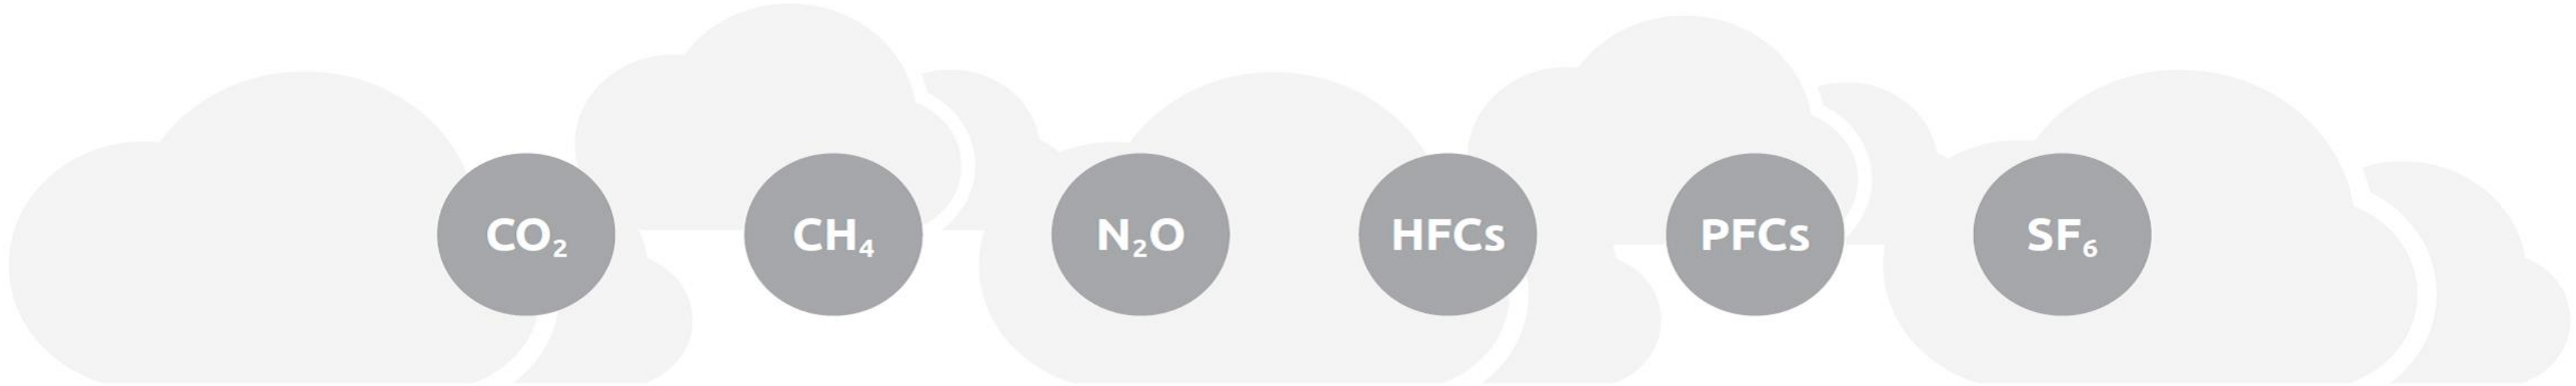 CO₂ CH₄ N₂O HFCs PFCs SF₆